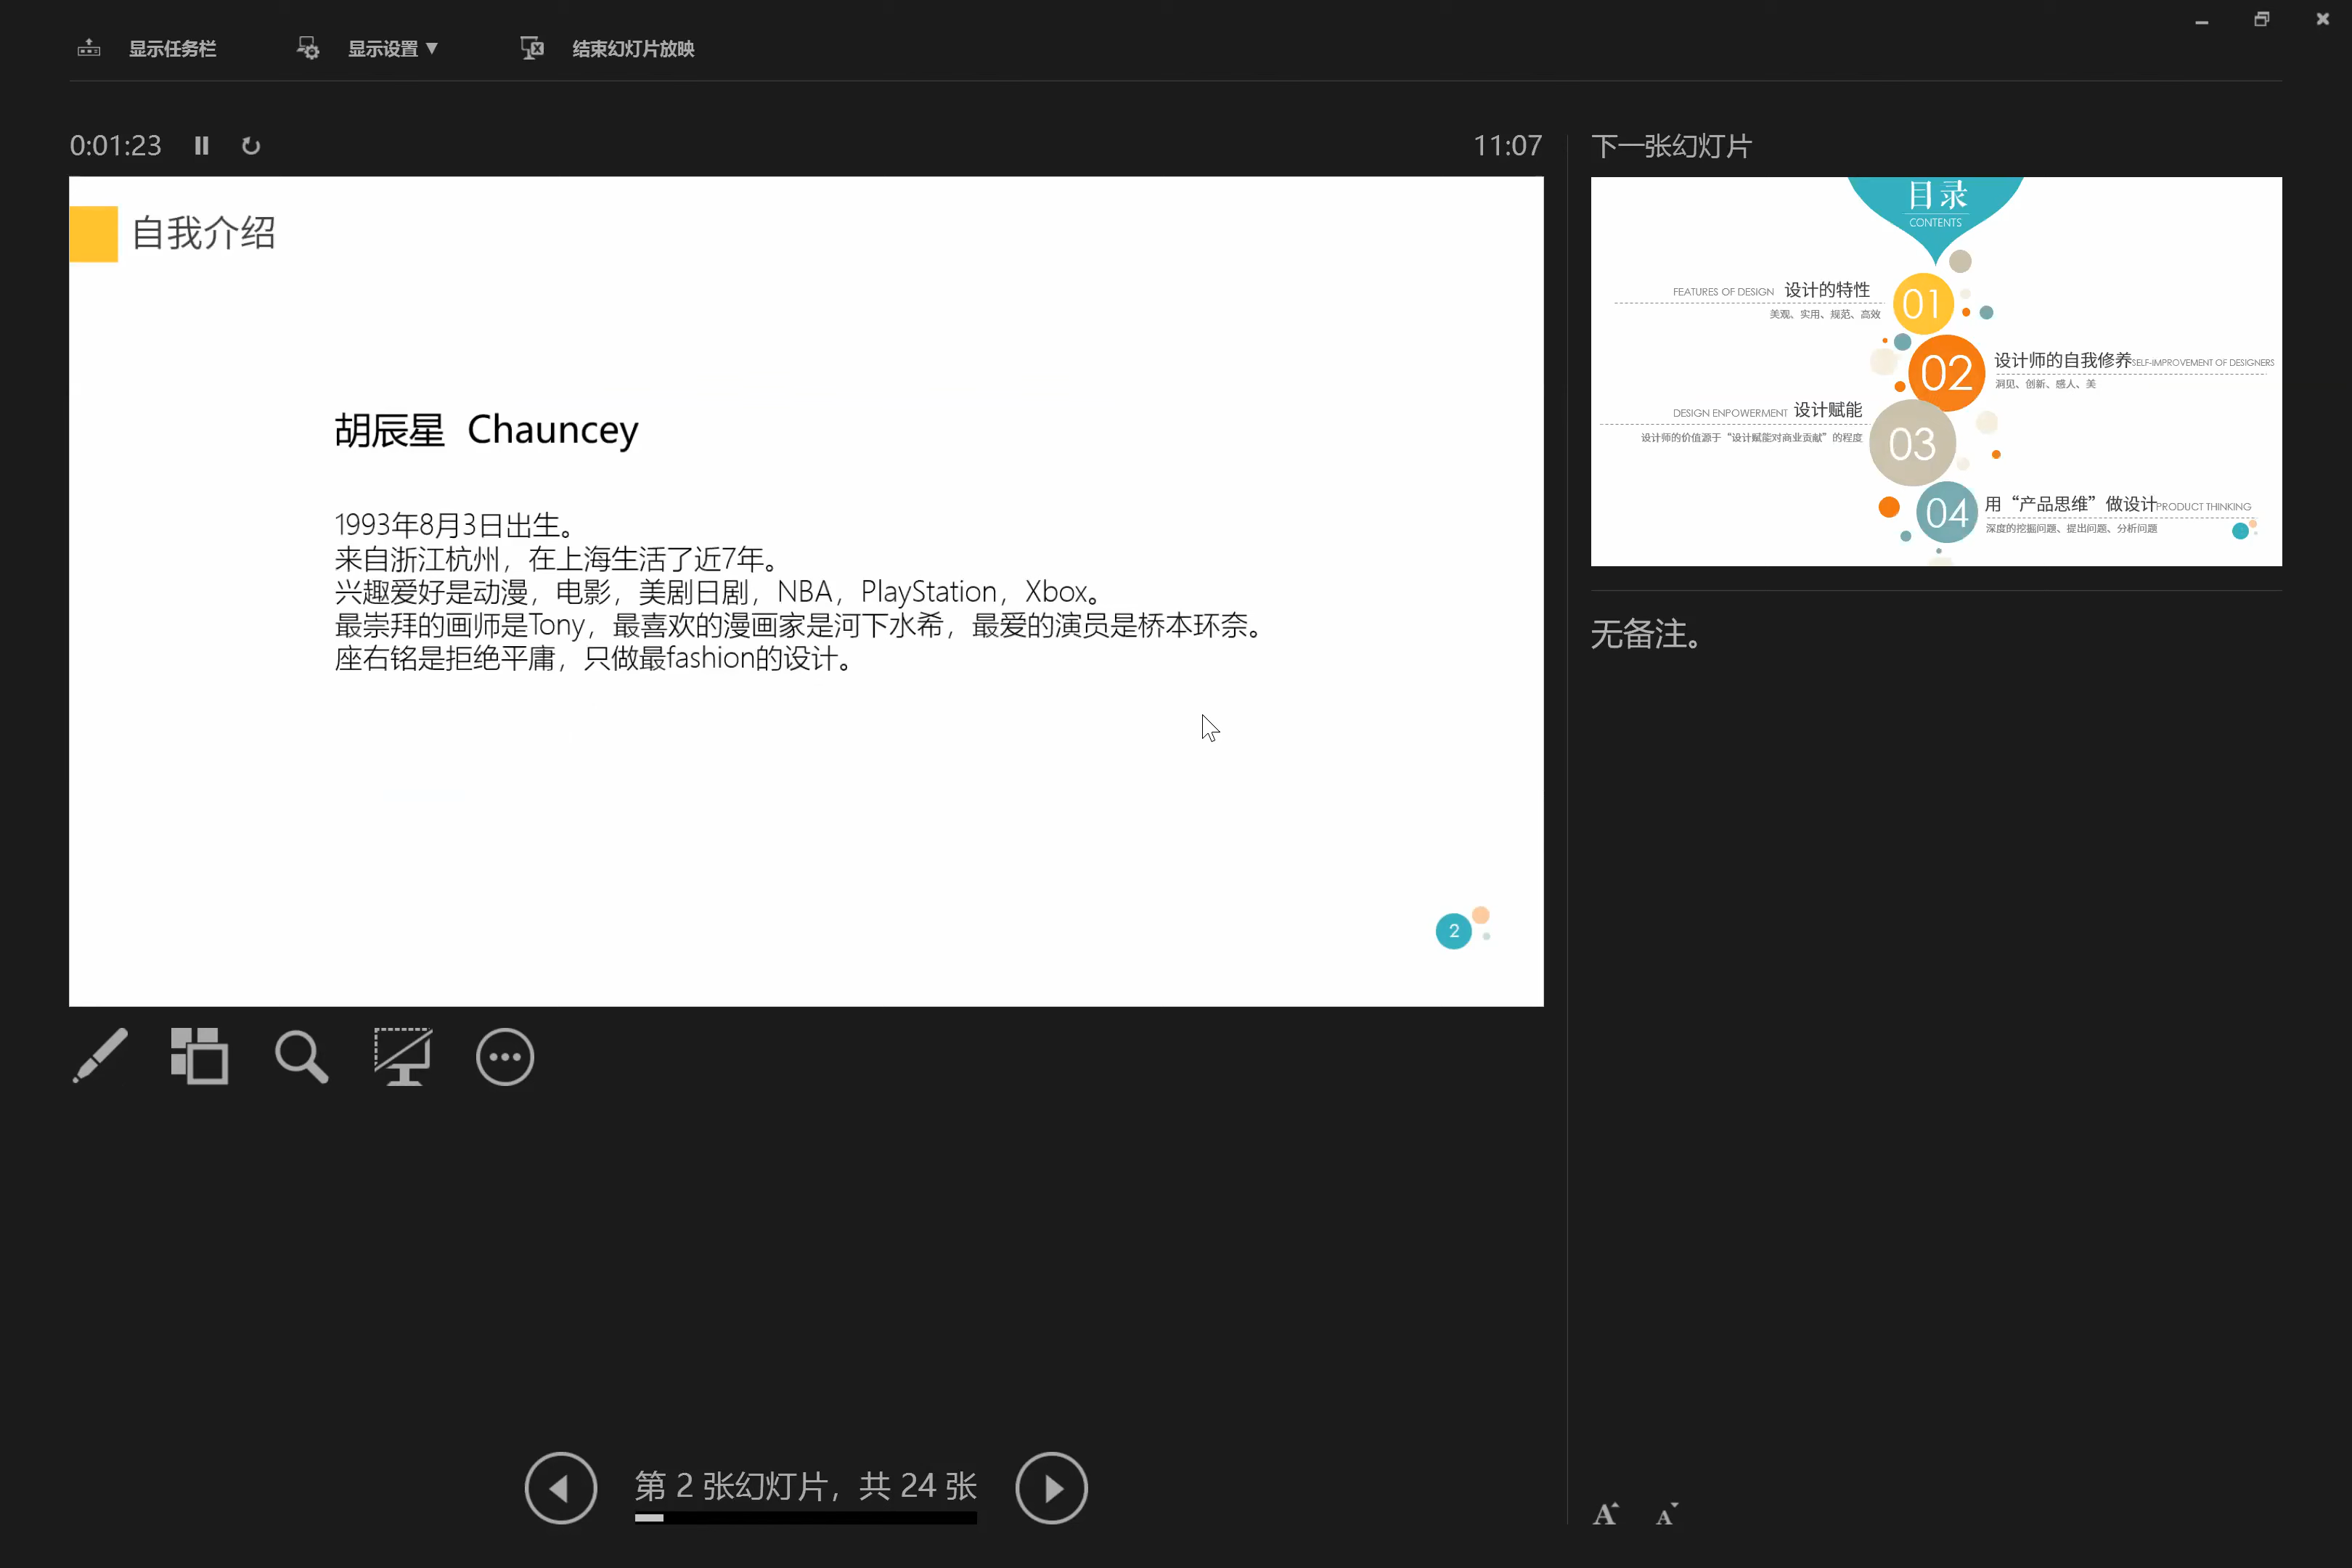 显示任务栏
显示设置 ▼
结束幻灯片放映
0:01:23
11:07
自我介绍
胡辰星 Chauncey
1993年8月3日出生。
来自浙江杭州，在上海生活了近7年。
兴趣爱好是动漫，电影，美剧日剧，NBA，PlayStation，Xbox。
最崇拜的画师是Tony，最喜欢的漫画家是河下水希，最爱的演员是桥本环奈。
座右铭是拒绝平庸，只做最fashion的设计。
2
第 2 张幻灯片，共 24 张
下一张幻灯片
目录
CONTENTS
FEATURES OF DESIGN 设计的特性
美观、实用、规范、高效
01
02
设计师的自我修养SELF-IMPROVEMENT OF DESIGNERS
洞见、创新、感人、美
DESIGN ENPOWERMENT 设计赋能
设计师的价值源于“设计赋能对商业贡献”的程度
03
04
用“产品思维”做设计PRODUCT THINKING
深度的挖掘问题、提出问题、分析问题
无备注。
A A